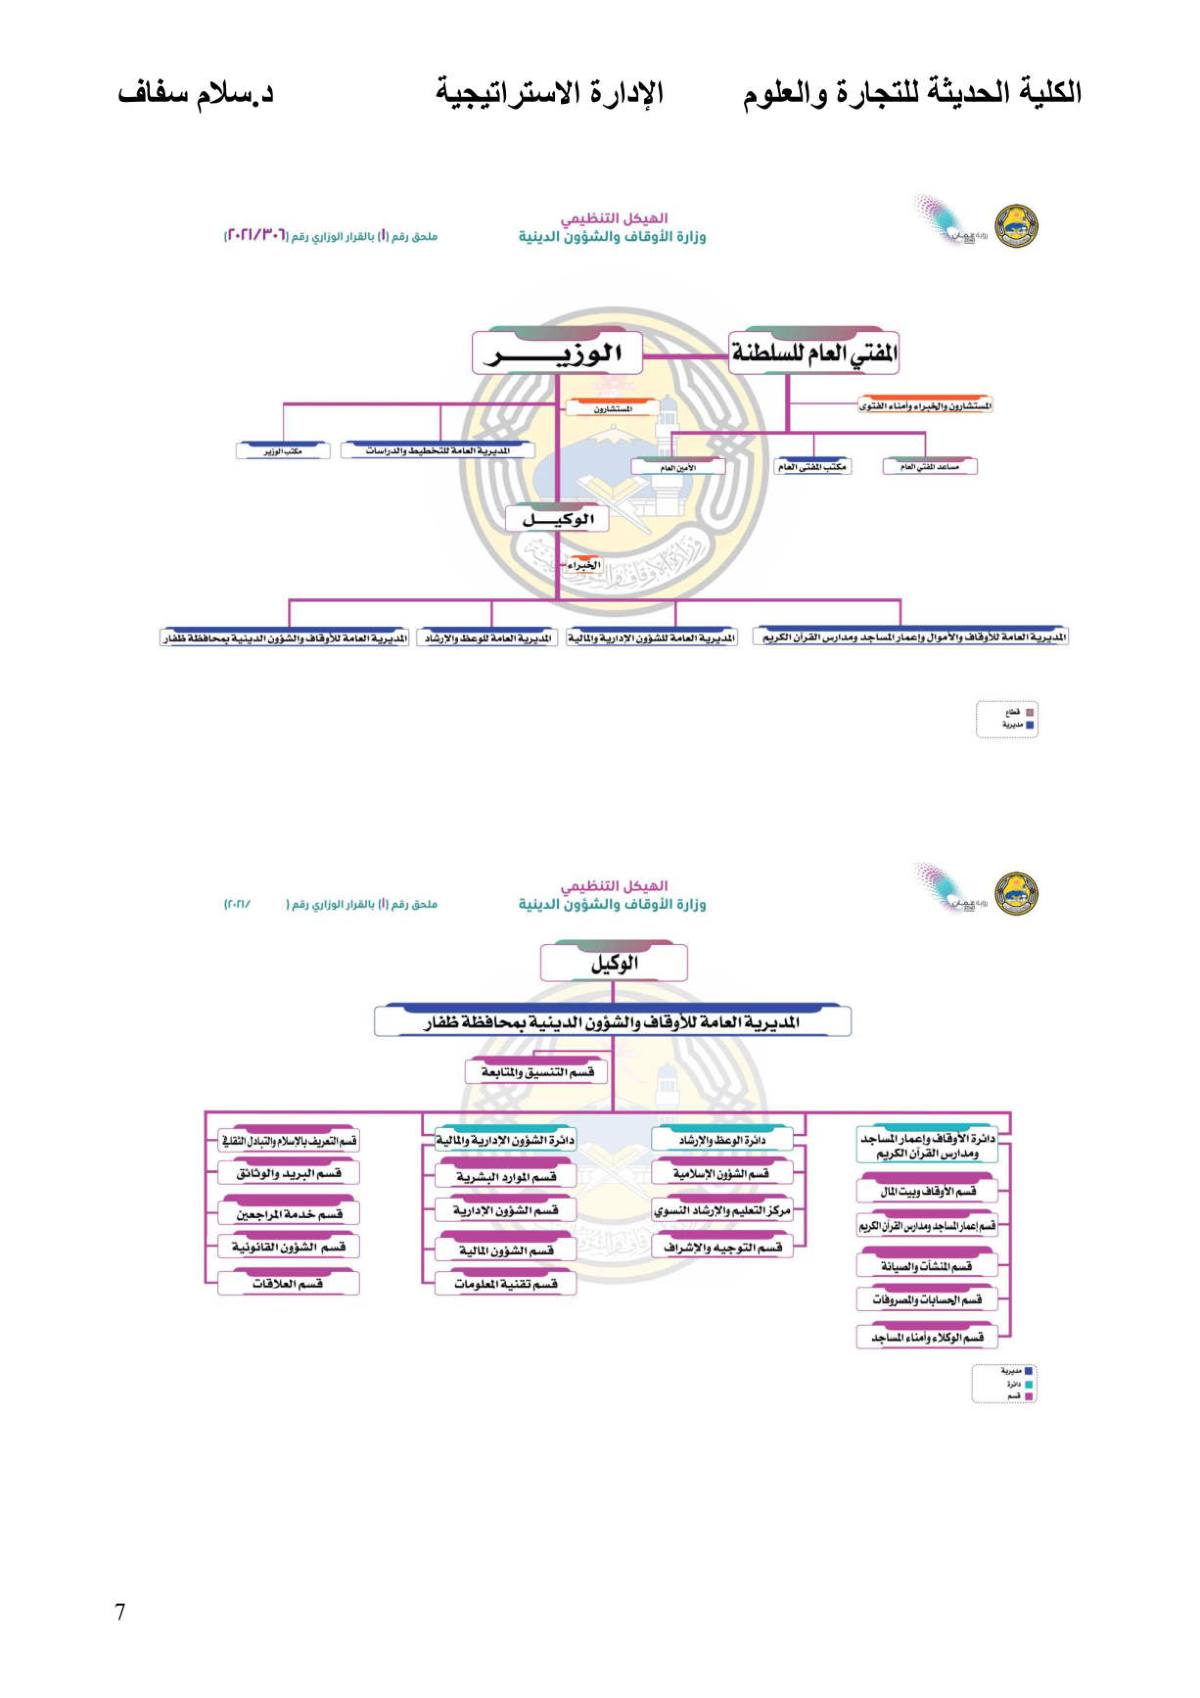 الكلية الحديثة للتجارة والعلوم الإدارة الاستراتيجية د.سلام سفاف
الهيكل التنظيمي
وزارة الأوقاف والشؤون الدينية
ملحق رقم (أ) بالقرار الوزاري رقم (٢٠٢١/٣٠٦)
المفتي العام للسلطنة
الوزيــــر
المستشارون والخبراء وأمناء الفتوى
المستشارون
المديرية العامة للتخطيط والدراسات
مكتب الوزير
مساعد المفتي العام
مكتب المفتي العام
الأمين العام
الوكيـــل
الخبراء
المديرية العامة للأوقاف والأموال وإعمار المساجد ومدارس القرآن الكريم
المديرية العامة للشؤون الإدارية والمالية
المديرية العامة للوعظ والإرشاد
المديرية العامة للأوقاف والشؤون الدينية بمحافظة ظفار
قطاع
مديرية
الهيكل التنظيمي
وزارة الأوقاف والشؤون الدينية
ملحق رقم (أ) بالقرار الوزاري رقم ( /٢٠٢١)
الوكيل
المديرية العامة للأوقاف والشؤون الدينية بمحافظة ظفار
قسم التنسيق والمتابعة
دائرة الأوقاف وإعمار المساجد
ومدارس القرآن الكريم
قسم الأوقاف وبيت المال
قسم إعمار المساجد ومدارس القرآن الكريم
قسم المنشآت والصيانة
قسم الحسابات والمصروفات
قسم الوكلاء وأمناء المساجد
دائرة الوعظ والإرشاد
قسم الشؤون الإسلامية
مركز التعليم والإرشاد النسوي
قسم التوجيه والإشراف
دائرة الشؤون الإدارية والمالية
قسم الموارد البشرية
قسم الشؤون الإدارية
قسم الشؤون المالية
قسم تقنية المعلومات
قسم التعريف بالإسلام والتبادل الثقافي
قسم البريد والوثائق
قسم خدمة المراجعين
قسم الشؤون القانونية
قسم العلاقات
مديرية
دائرة
قسم
7